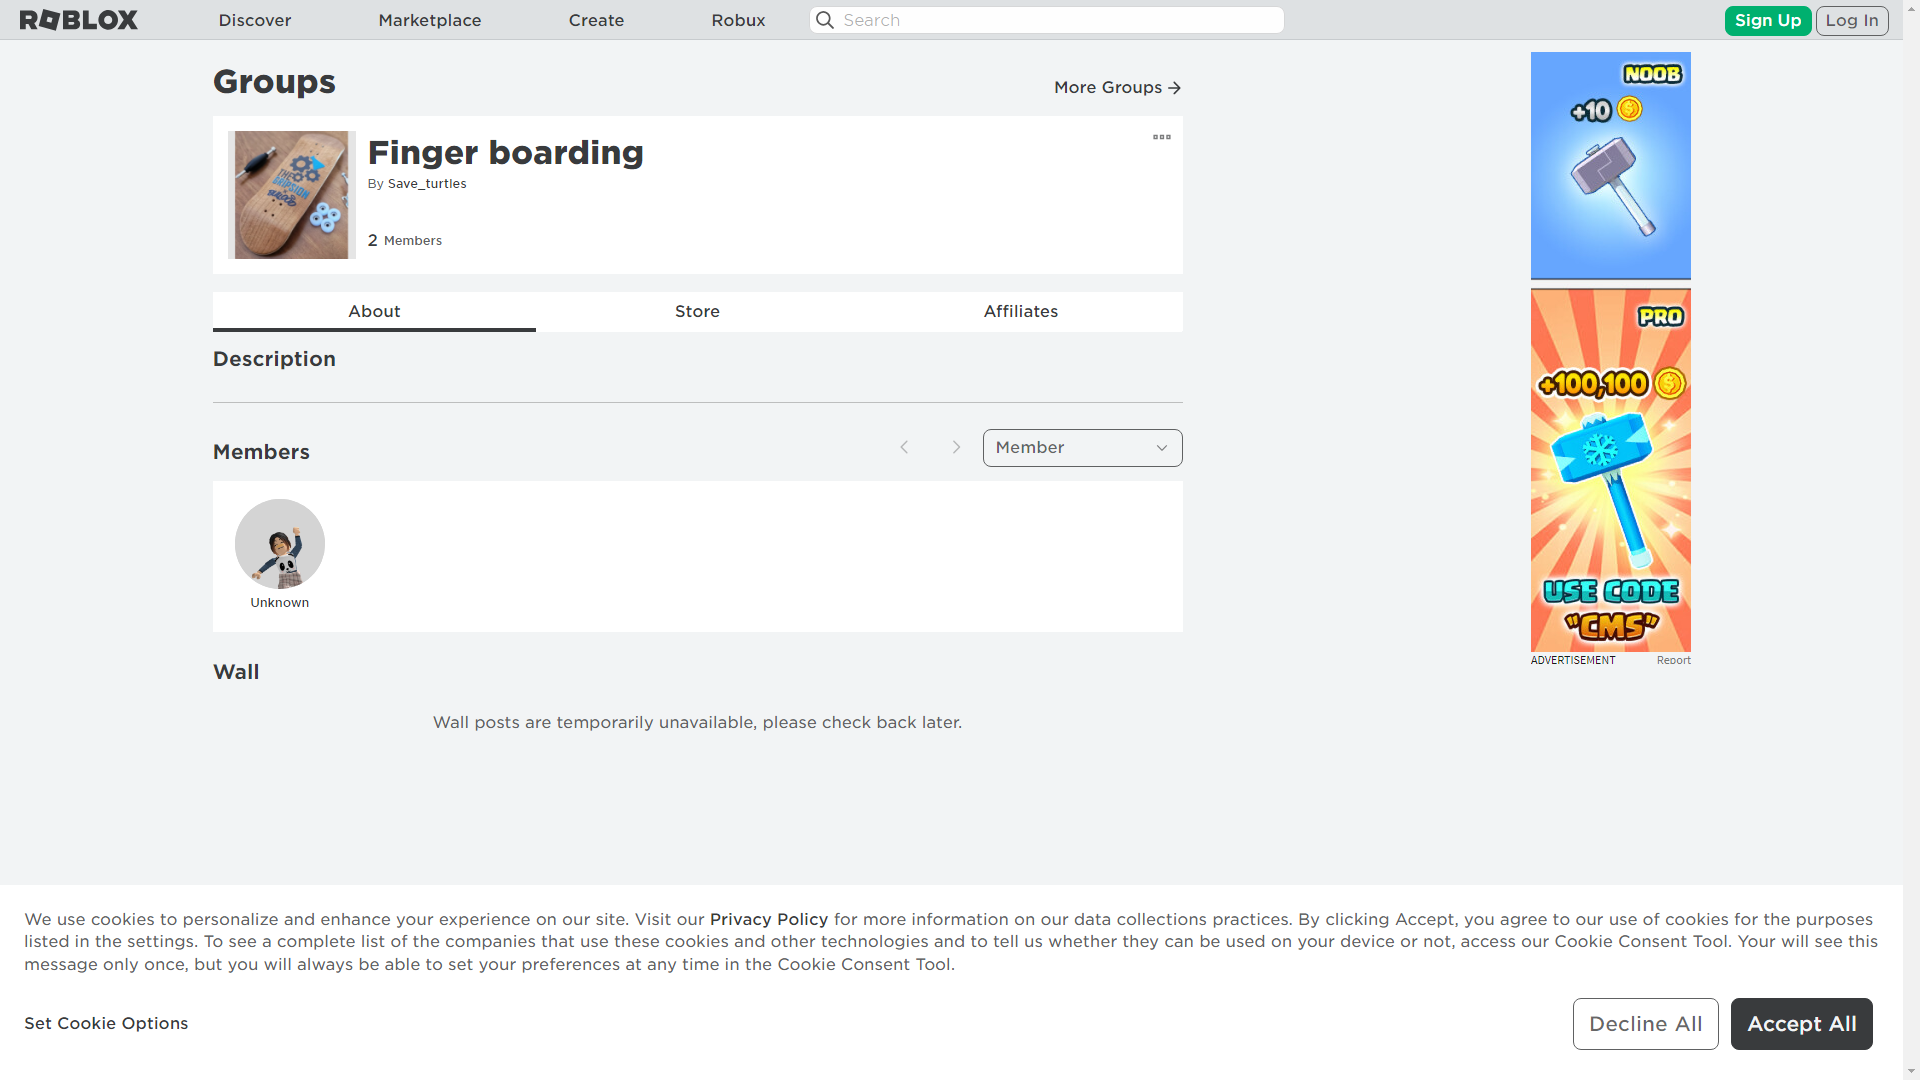 ROBLOX
Discover
Marketplace
Create
Robux
Search
Sign Up
Log In
Groups
More Groups
Finger boarding
By Save_turtles
2 Members
THE
GRIPSION
About
Store
Affiliates
Description
Members
Member
Unknown
Wall
Wall posts are temporarily unavailable, please check back later.
NOOB
+10
PRO
+100,100
USE CODE
"CMS"
ADVERTISEMENT
Report
We use cookies to personalize and enhance your experience on our site. Visit our Privacy Policy for more information on our data collections practices. By clicking Accept, you agree to our use of cookies for the purposes
listed in the settings. To see a complete list of the companies that use these cookies and other technologies and to tell us whether they can be used on your device or not, access our Cookie Consent Tool. Your will see this
message only once, but you will always be able to set your preferences at any time in the Cookie Consent Tool.
Set Cookie Options
Decline All
Accept All